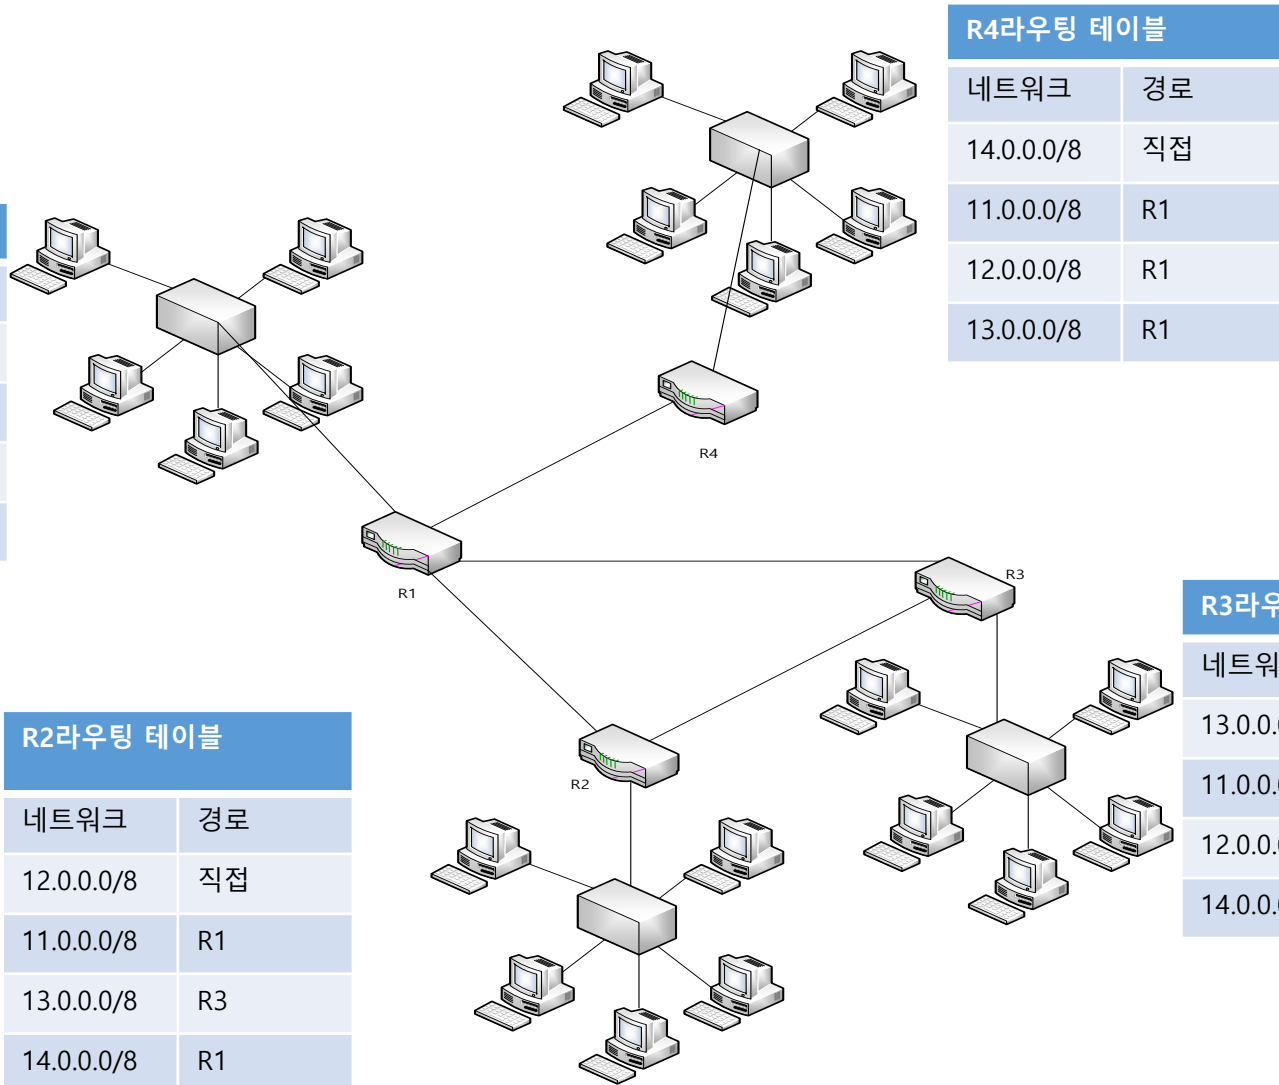 R4라우팅 테이블
네트워크 경로
14.0.0.0/8 직접
11.0.0.0/8 R1
12.0.0.0/8 R1
13.0.0.0/8 R1
R4
R1
R3
R2
R2라우팅 테이블
네트워크 경로
12.0.0.0/8 직접
11.0.0.0/8 R1
13.0.0.0/8 R3
14.0.0.0/8 R1
R3라우
네트워
13.0.0.
11.0.0.
12.0.0.
14.0.0.